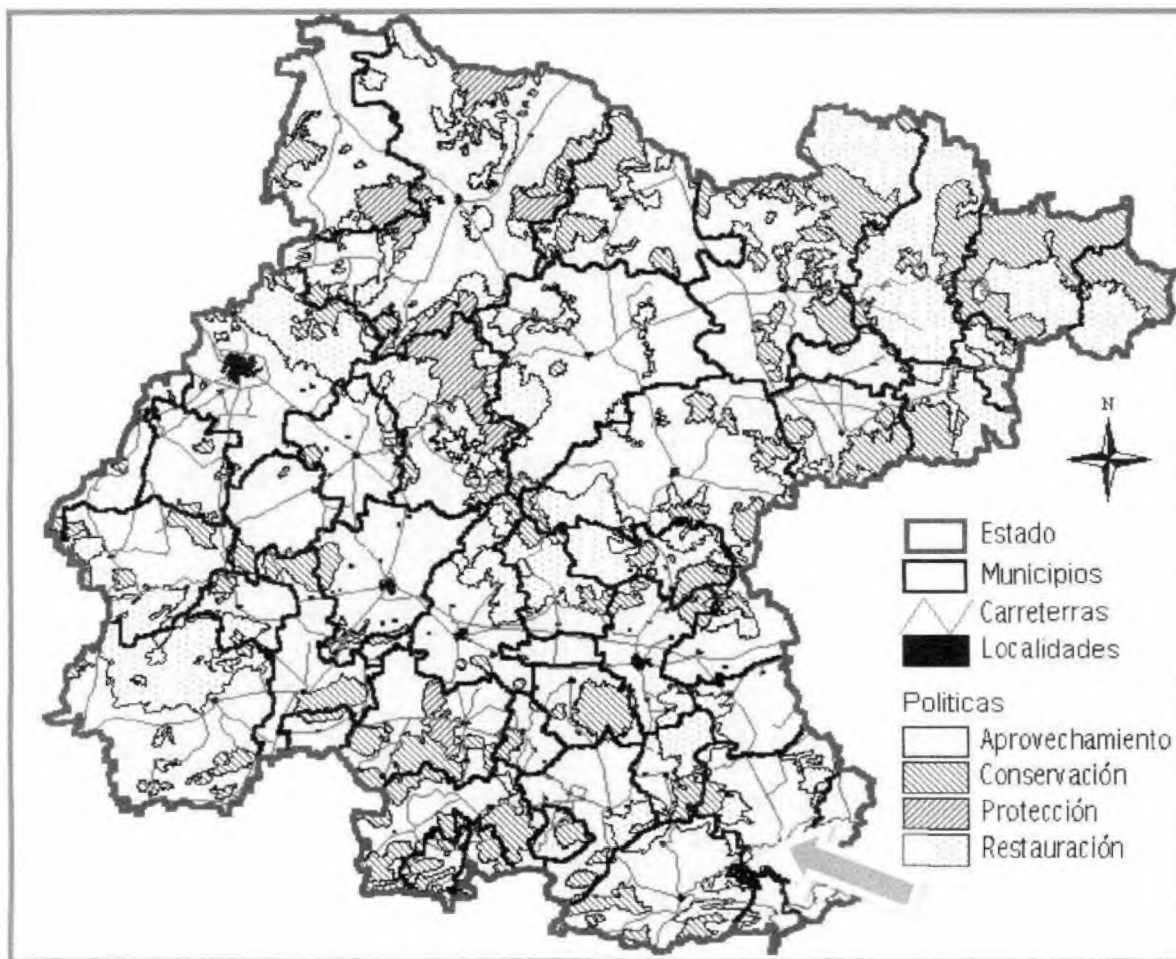 N
Estado
Municipios
Carreterras
Localidades
Politicas
Aprovechamiento
Conservación
Protección
Restauración